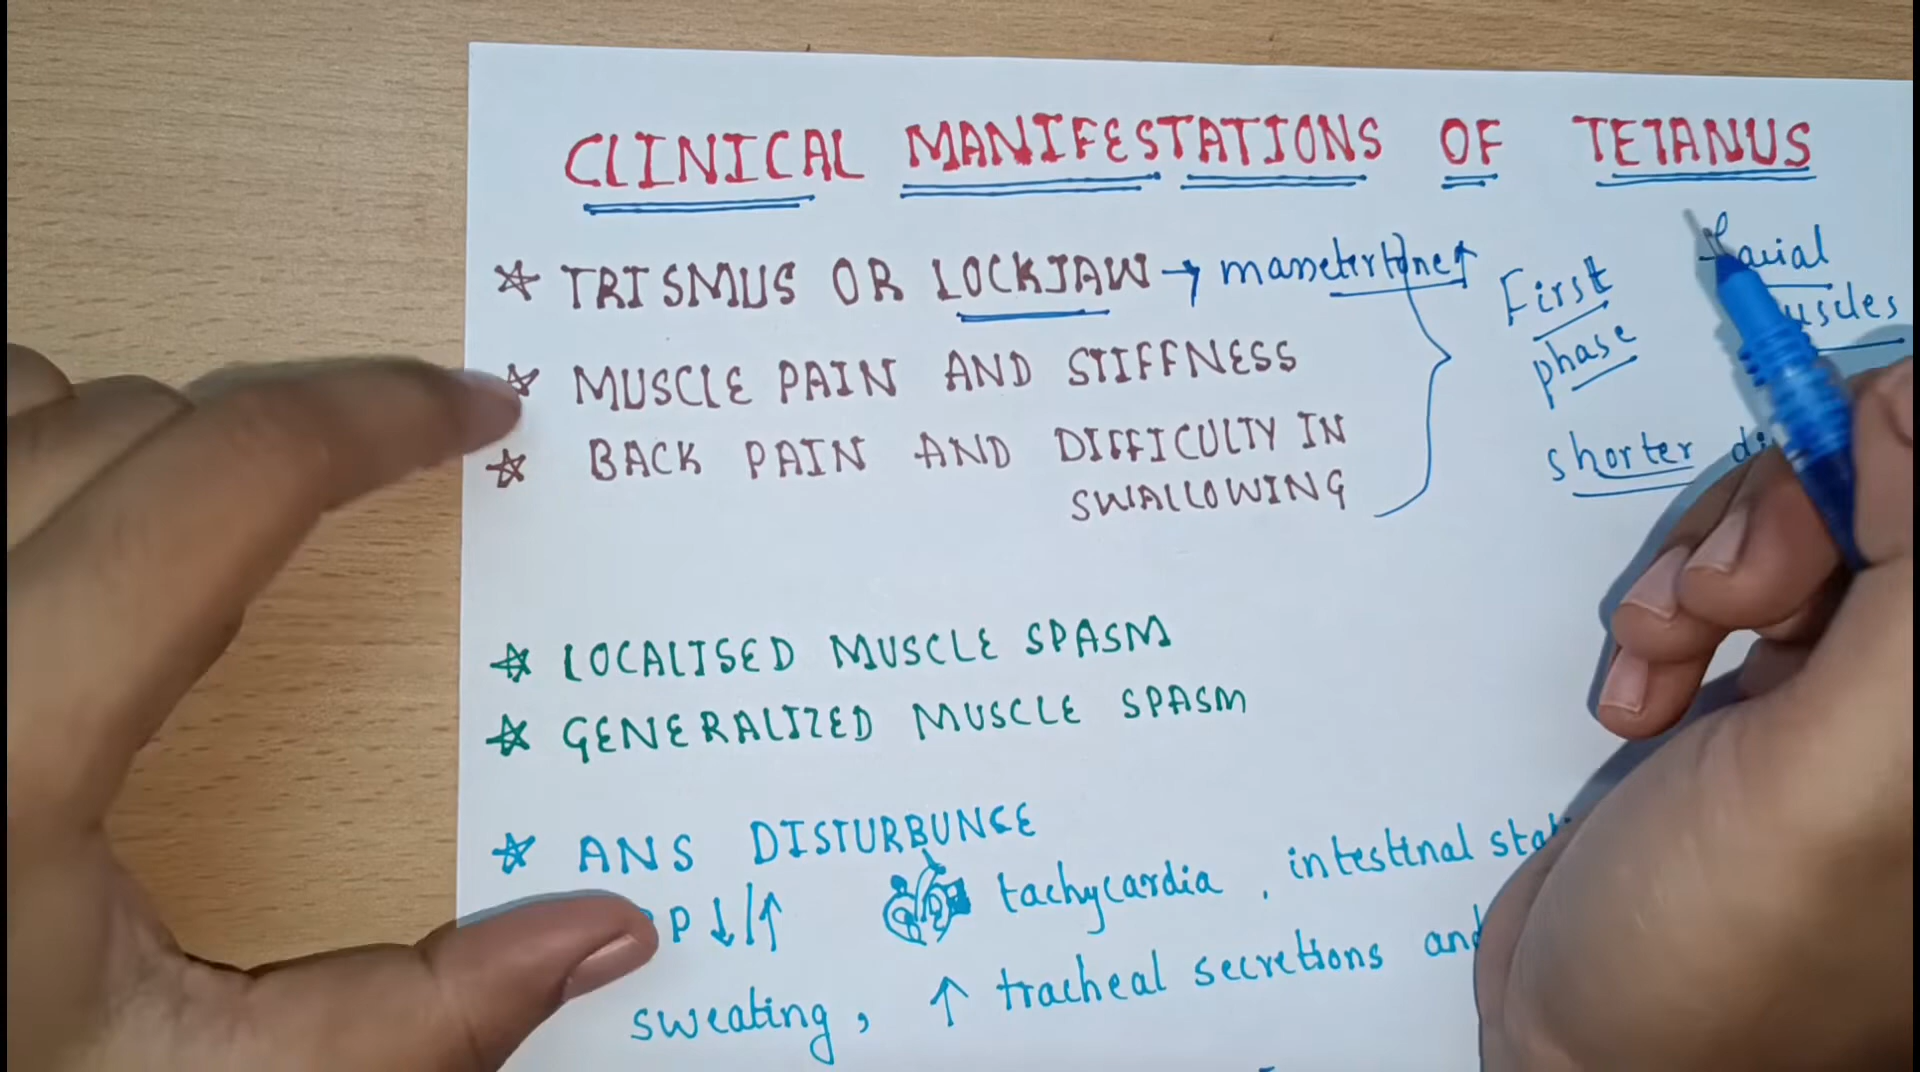 CLINICAL MANIFESTATIONS OF TETANUS
TRISMUS OR LOCKJAW → masseter tone ↑
First phase
facial muscles
shorter
MUSCLE PAIN AND STIFFNESS
BACK PAIN AND DIFFICULTY IN
SWALLOWING
LOCALISED MUSCLE SPASM
GENERALIZED MUSCLE SPASM
ANS DISTURBUNCE
P ↓/↑ tachycardia, intestinal
sweating, ↑ tracheal secretions and